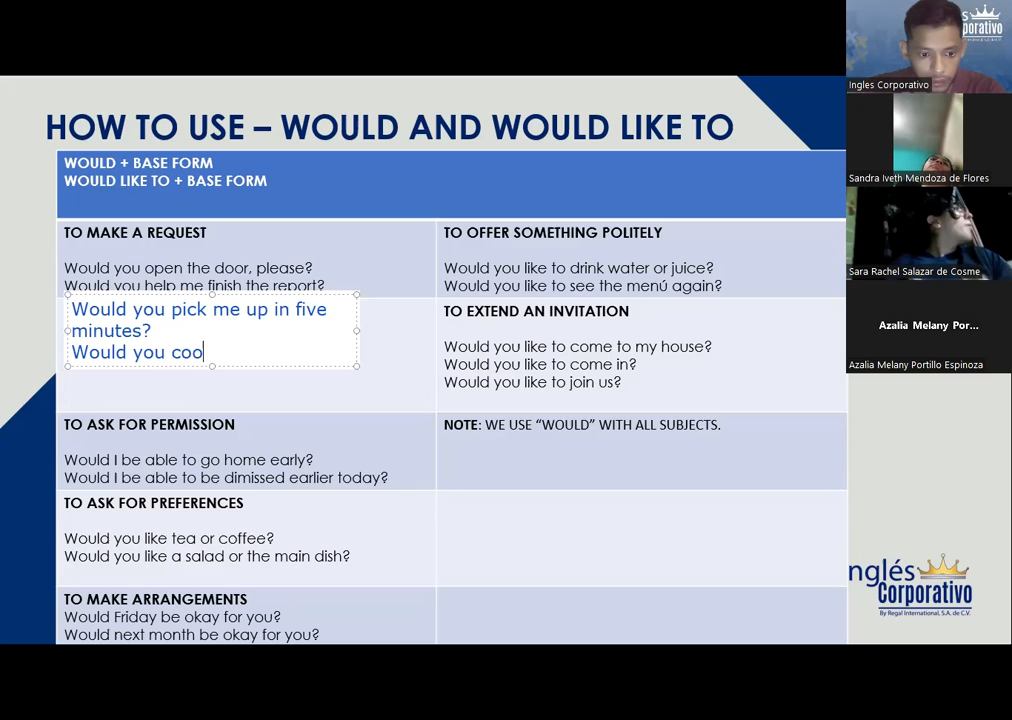 HOW TO USE – WOULD AND WOULD LIKE TO
WOULD + BASE FORM
WOULD LIKE TO + BASE FORM
TO MAKE A REQUEST
Would you open the door, please?
Would you help me finish the report?
Would you pick me up in five
minutes?
Would you coo
TO OFFER SOMETHING POLITELY
Would you like to drink water or juice?
Would you like to see the menú again?
TO EXTEND AN INVITATION
Would you like to come to my house?
Would you like to come in?
Would you like to join us?
TO ASK FOR PERMISSION
Would I be able to go home early?
Would I be able to be dimissed earlier today?
NOTE: WE USE “WOULD” WITH ALL SUBJECTS.
TO ASK FOR PREFERENCES
Would you like tea or coffee?
Would you like a salad or the main dish?
TO MAKE ARRANGEMENTS
Would Friday be okay for you?
Would next month be okay for you?
nglés
Corporativo
By Regal International, S.A. de C.V.
s
porativo
Ingles Corporativo
Sandra Iveth Mendoza de Flores
Sara Rachel Salazar de Cosme
Azalia Melany Por...
Azalia Melany Portillo Espinoza